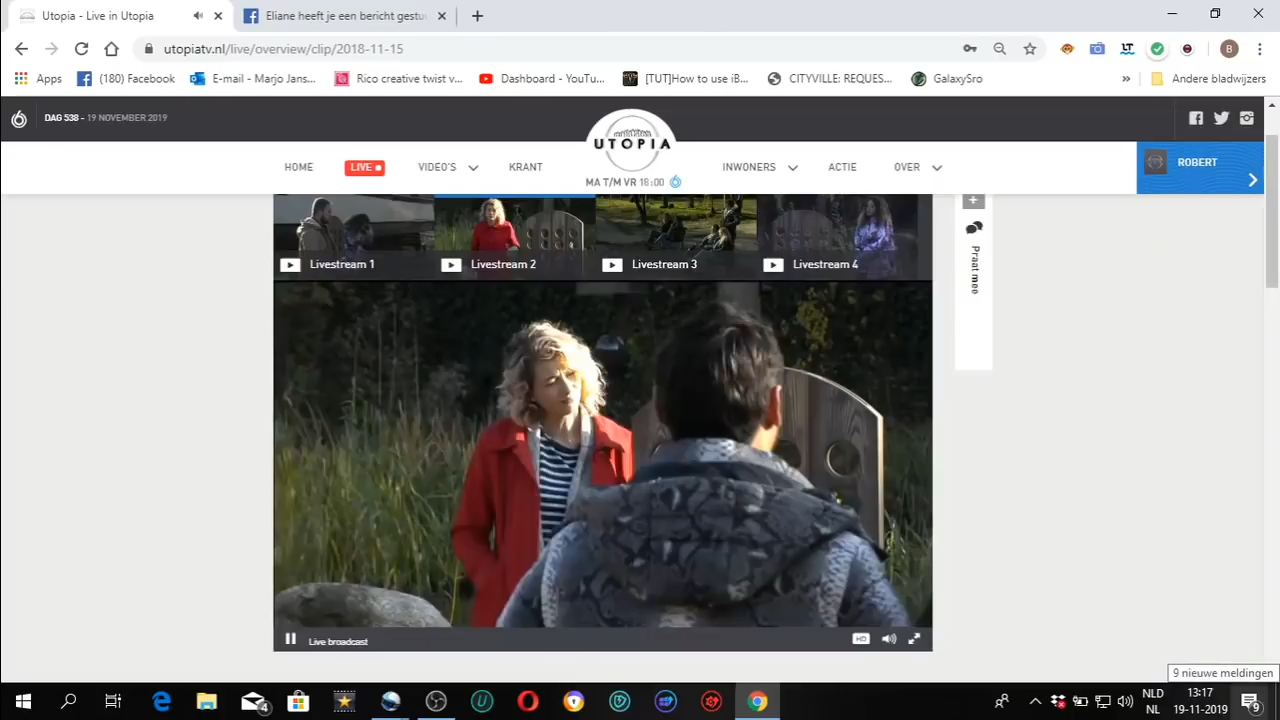 Utopia - Live in Utopia
Eliane heeft je een bericht gestu
utopiatv.nl/live/overview/clip/2018-11-15
B
Apps
(180) Facebook
E-mail - Marjo Jans...
Rico creative twist v...
Dashboard - YouTu...
[TUT]How to use iB...
CITYVILLE: REQUES...
GalaxySro
»
Andere bladwijzers
DAG 538 - 19 NOVEMBER 2019
UTOPIA
HOME
LIVE
VIDEO'S
KRANT
MA T/M VR 18:00
INWONERS
ACTIE
OVER
ROBERT
Livestream 1
Livestream 2
Livestream 3
Livestream 4
Praat mee
Live broadcast
HD
9 nieuwe meldingen
4
NLD
NL
13:17
19-11-2019
9